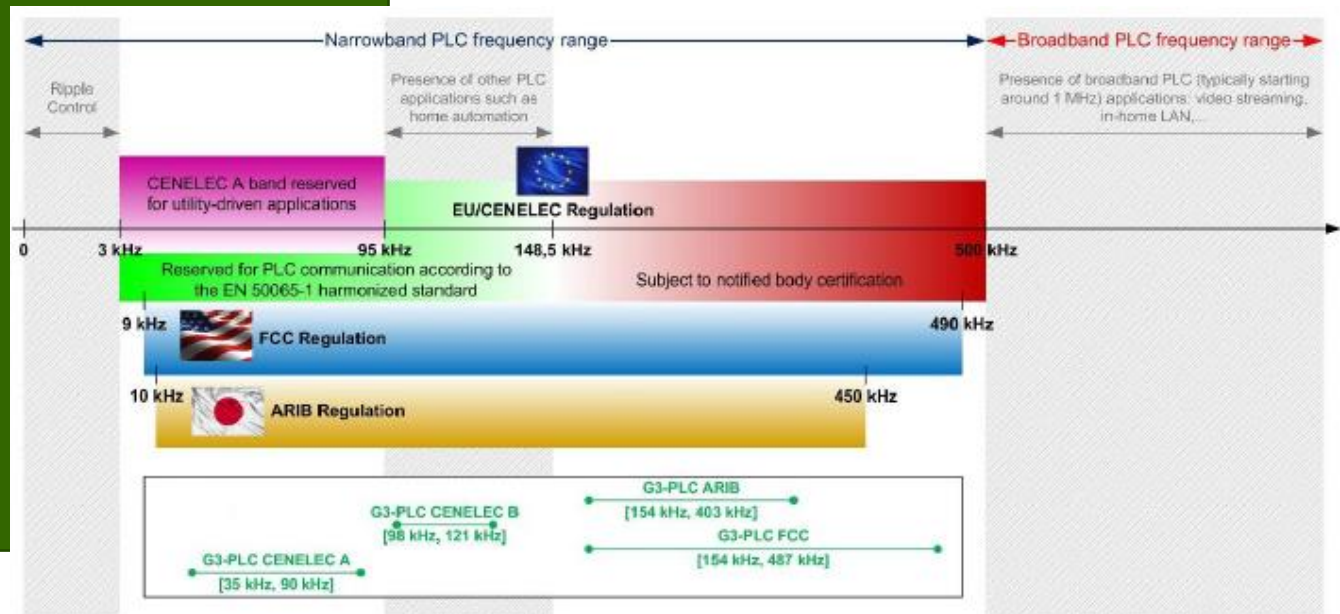 Narrowband PLC frequency range
Broadband PLC frequency range
Ripple
Control
Presence of other PLC
applications such as
home automation
Presence of broadband PLC (typically starting
around 1 MHz) applications: video streaming,
in-home LAN,...
CENELEC A band reserved
for utility-driven applications
EU/CENELEC Regulation
0
3 kHz
95 kHz
148,5 kHz
500 kHz
Reserved for PLC communication according to
the EN 50065-1 harmonized standard
Subject to notified body certification
9 kHz
FCC Regulation
490 kHz
10 kHz
ARIB Regulation
450 kHz
G3-PLC ARIB
[154 kHz, 403 kHz]
G3-PLC CENELEC B
[98 kHz, 121 kHz]
G3-PLC FCC
[154 kHz, 487 kHz]
G3-PLC CENELEC A
[35 kHz, 90 kHz]